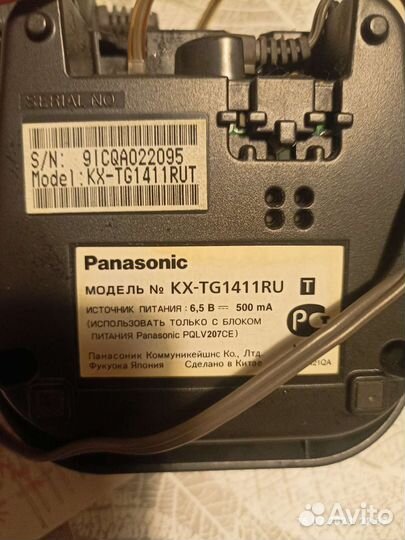 SERIAL NO
S/N: 9ICQA022095
Model:KX-TG1411RUT
Panasonic
МОДЕЛЬ № KX-TG1411RU T
ИСТОЧНИК ПИТАНИЯ : 6,5 В 500 mA
(ИСПОЛЬЗОВАТЬ ТОЛЬКО С БЛОКОМ
ПИТАНИЯ Panasonic PQLV207CE)
Панасоник Коммуникейшнс Ко., Лтд.
Фукуока Япония Сделано в Китае
Avito